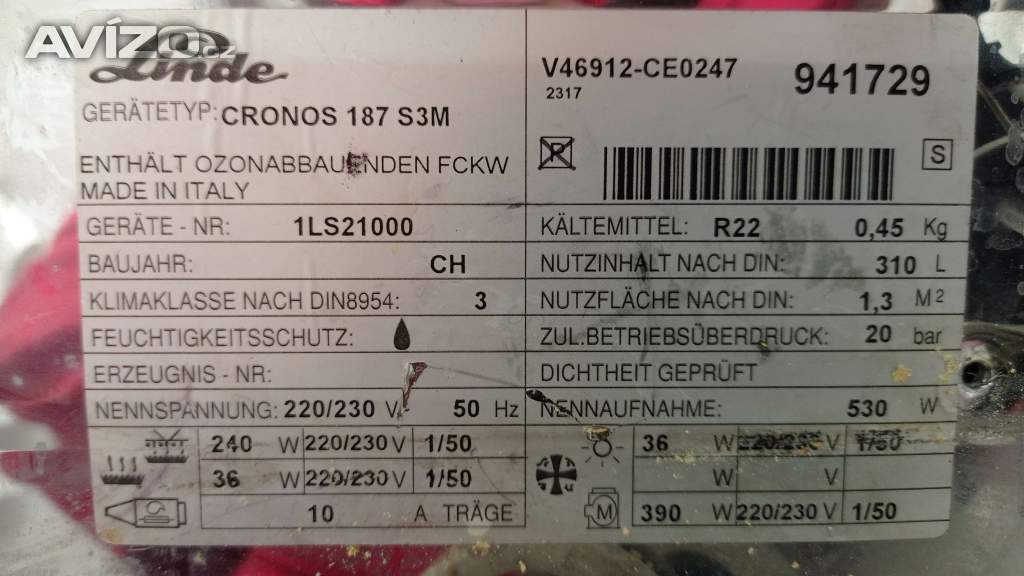 AVÍZO.cz
Linde
V46912-CE0247
941729
2317
GERÄTETYP: CRONOS 187 S3M
ENTHÄLT OZONABBAUENDEN FCKW
MADE IN ITALY
P
S
GERÄTE - NR: 1LS21000 KÄLTEMITTEL: R22 0,45 Kg
BAUJAHR: CH NUTZINHALT NACH DIN: 310 L
KLIMAKLASSE NACH DIN8954: 3 NUTZFLÄCHE NACH DIN: 1,3 M2
FEUCHTIGKEITSSCHUTZ: ZUL.BETRIEBSÜBERDRUCK: 20 bar
ERZEUGNIS - NR: DICHTHEIT GEPRÜFT
NENNSPANNUNG: 220/230 V 50 Hz NENNAUFNAHME: 530 W
240 W 220/230 V 1/50 36 W 220/230 V 1/50
36 W 220/230 V 1/50 W V
10 A TRÄGE M 390 W 220/230 V 1/50